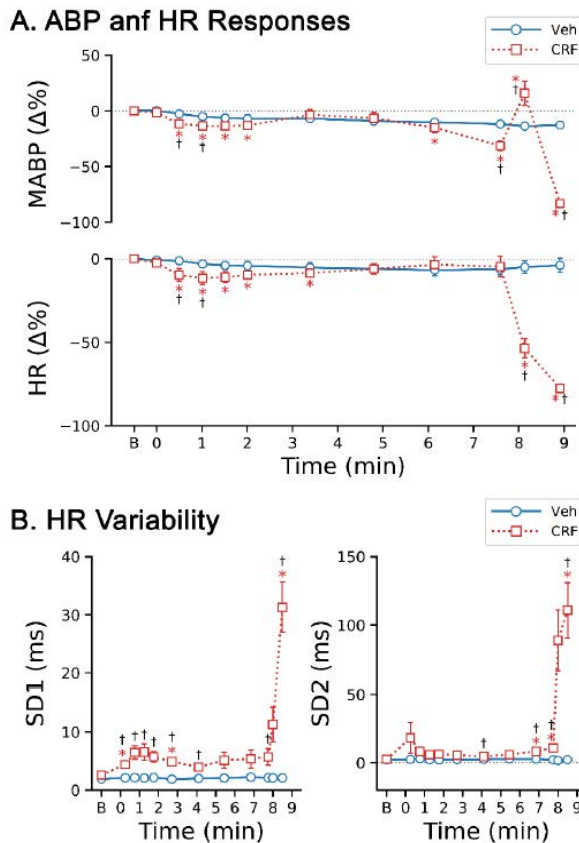 A. ABP anf HR Responses
Veh
CRF
50
0
−50
−100
MABP (Δ%)
* † * † * † * * * * † * † * †
0
−50
−100
HR (Δ%)
* † * † * * * * † * †
B 0 1 2 3 4 5 6 7 8 9
Time (min)
B. HR Variability
Veh
CRF
40
30
20
10
0
SD1 (ms)
† * † † † † * † † † *
B 0 1 2 3 4 5 6 7 8 9
Time (min)
150
100
50
0
SD2 (ms)
† † * † * † *
B 0 1 2 3 4 5 6 7 8 9
Time (min)